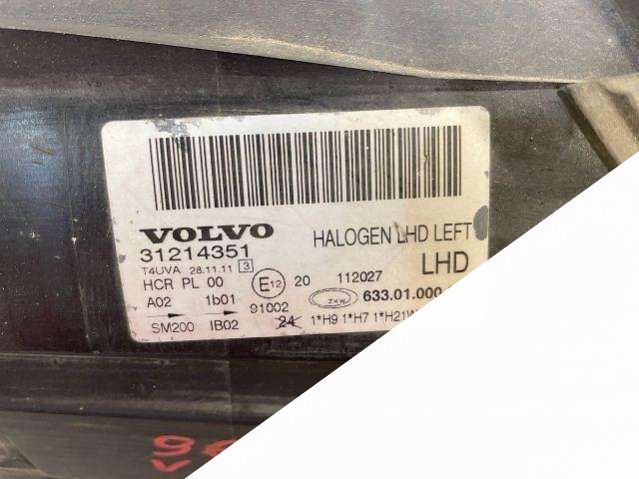 VOLVO
HALOGEN LHD LEFT
31214351
LHD
T4UVA 28.11.11 3
HCR PL 00 E12 20 112027
A02 1b01 91002 ZKW 633.01.000
SM200 IB02 24 1*H9 1*H7 1*H21W